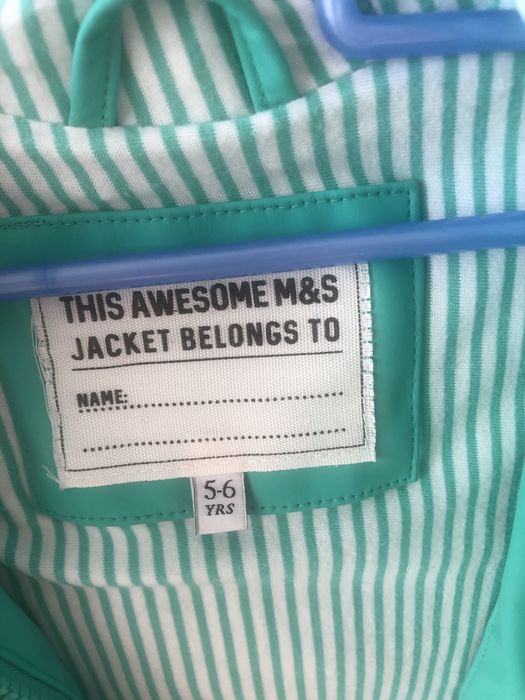 THIS AWESOME M&S
JACKET BELONGS TO
NAME:
5-6
YRS